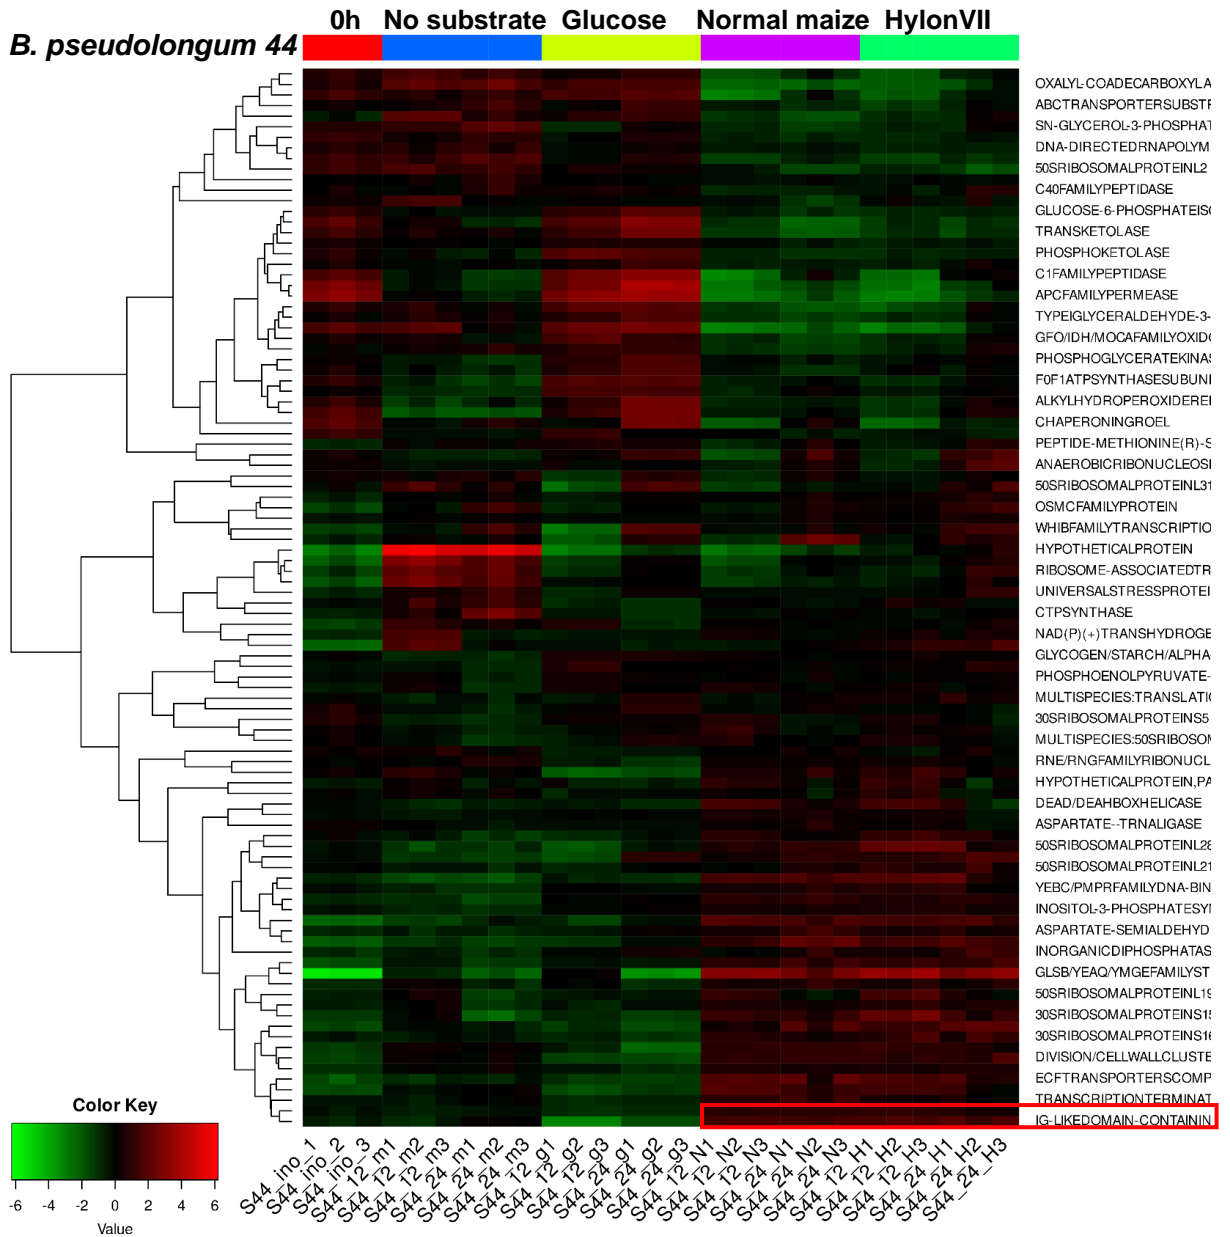 0h No substrate Glucose Normal maize HylonVII
B. pseudolongum 44
OXALYL-COADECARBOXYLA
ABCTRANSPORTERSUBSTR
SN-GLYCEROL-3-PHOSPHAT
DNA-DIRECTEDRNAPOLYM
50SRIBOSOMALPROTEINL2
C40FAMILYPEPTIDASE
GLUCOSE-6-PHOSPHATEISO
TRANSKETOLASE
PHOSPHOKETOLASE
C1FAMILYPEPTIDASE
APCFAMILYPERMEASE
TYPEIGLYCERALDEHYDE-3-
GFO/IDH/MOCAFAMILYOXIDO
PHOSPHOGLYCERATEKINAS
F0F1ATPSYNTHASESUBUNI
ALKYLHYDROPEROXIDERE
CHAPERONINGROEL
PEPTIDE-METHIONINE(R)-S
ANAEROBICRIBONUCLEOSI
50SRIBOSOMALPROTEINL31
OSMCFAMILYPROTEIN
WHIBFAMILYTRANSCRIPTIO
HYPOTHETICALPROTEIN
RIBOSOME-ASSOCIATEDTR
UNIVERSALSTRESSPROTEI
CTPSYNTHASE
NAD(P)(+)TRANSHYDROGE
GLYCOGEN/STARCH/ALPHA-
PHOSPHOENOLPYRUVATE-
MULTISPECIES:TRANSLATIO
30SRIBOSOMALPROTEINS5
MULTISPECIES:50SRIBOSOM
RNE/RNGFAMILYRIBONUCL
HYPOTHETICALPROTEIN,PA
DEAD/DEAHBOXHELICASE
ASPARTATE--TRNALIGASE
50SRIBOSOMALPROTEINL28
50SRIBOSOMALPROTEINL21
YEBC/PMPRFAMILYDNA-BIN
INOSITOL-3-PHOSPHATESYN
ASPARTATE-SEMIALDEHYD
INORGANICDIPHOSPHATAS
GLSB/YEAQ/YMGEFAMILYST
50SRIBOSOMALPROTEINL19
30SRIBOSOMALPROTEINS15
30SRIBOSOMALPROTEINS16
DIVISION/CELLWALLCLUSTE
ECFTRANSPORTERSCOMP
TRANSCRIPTIONTERMINAT
IG-LIKEDOMAIN-CONTAININ
Color Key
-6 -4 -2 0 2 4 6
Value
S44_ino_1
S44_ino_2
S44_ino_3
S44_12_m1
S44_12_m2
S44_12_m3
S44_24_m1
S44_24_m2
S44_24_m3
S44_12_g1
S44_12_g2
S44_12_g3
S44_24_g1
S44_24_g2
S44_24_g3
S44_12_N1
S44_12_N2
S44_12_N3
S44_24_N1
S44_24_N2
S44_24_N3
S44_12_H1
S44_12_H2
S44_12_H3
S44_24_H1
S44_24_H2
S44_24_H3